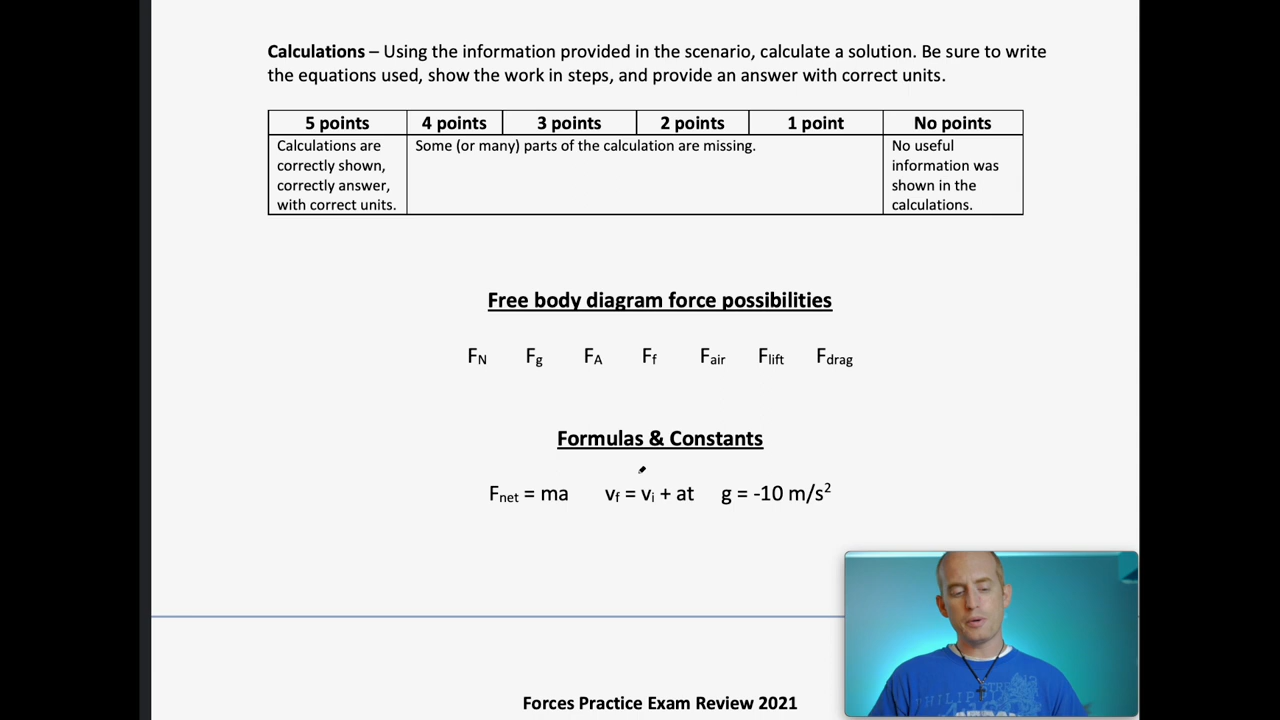 Calculations – Using the information provided in the scenario, calculate a solution. Be sure to write
the equations used, show the work in steps, and provide an answer with correct units.
5 points 4 points 3 points 2 points 1 point No points
Calculations are
correctly shown,
correctly answer,
with correct units.
Some (or many) parts of the calculation are missing.
No useful
information was
shown in the
calculations.
Free body diagram force possibilities
FN Fg FA Ff Fair Flift Fdrag
Formulas & Constants
Fnet = ma vf = vi + at g = -10 m/s²
Forces Practice Exam Review 2021